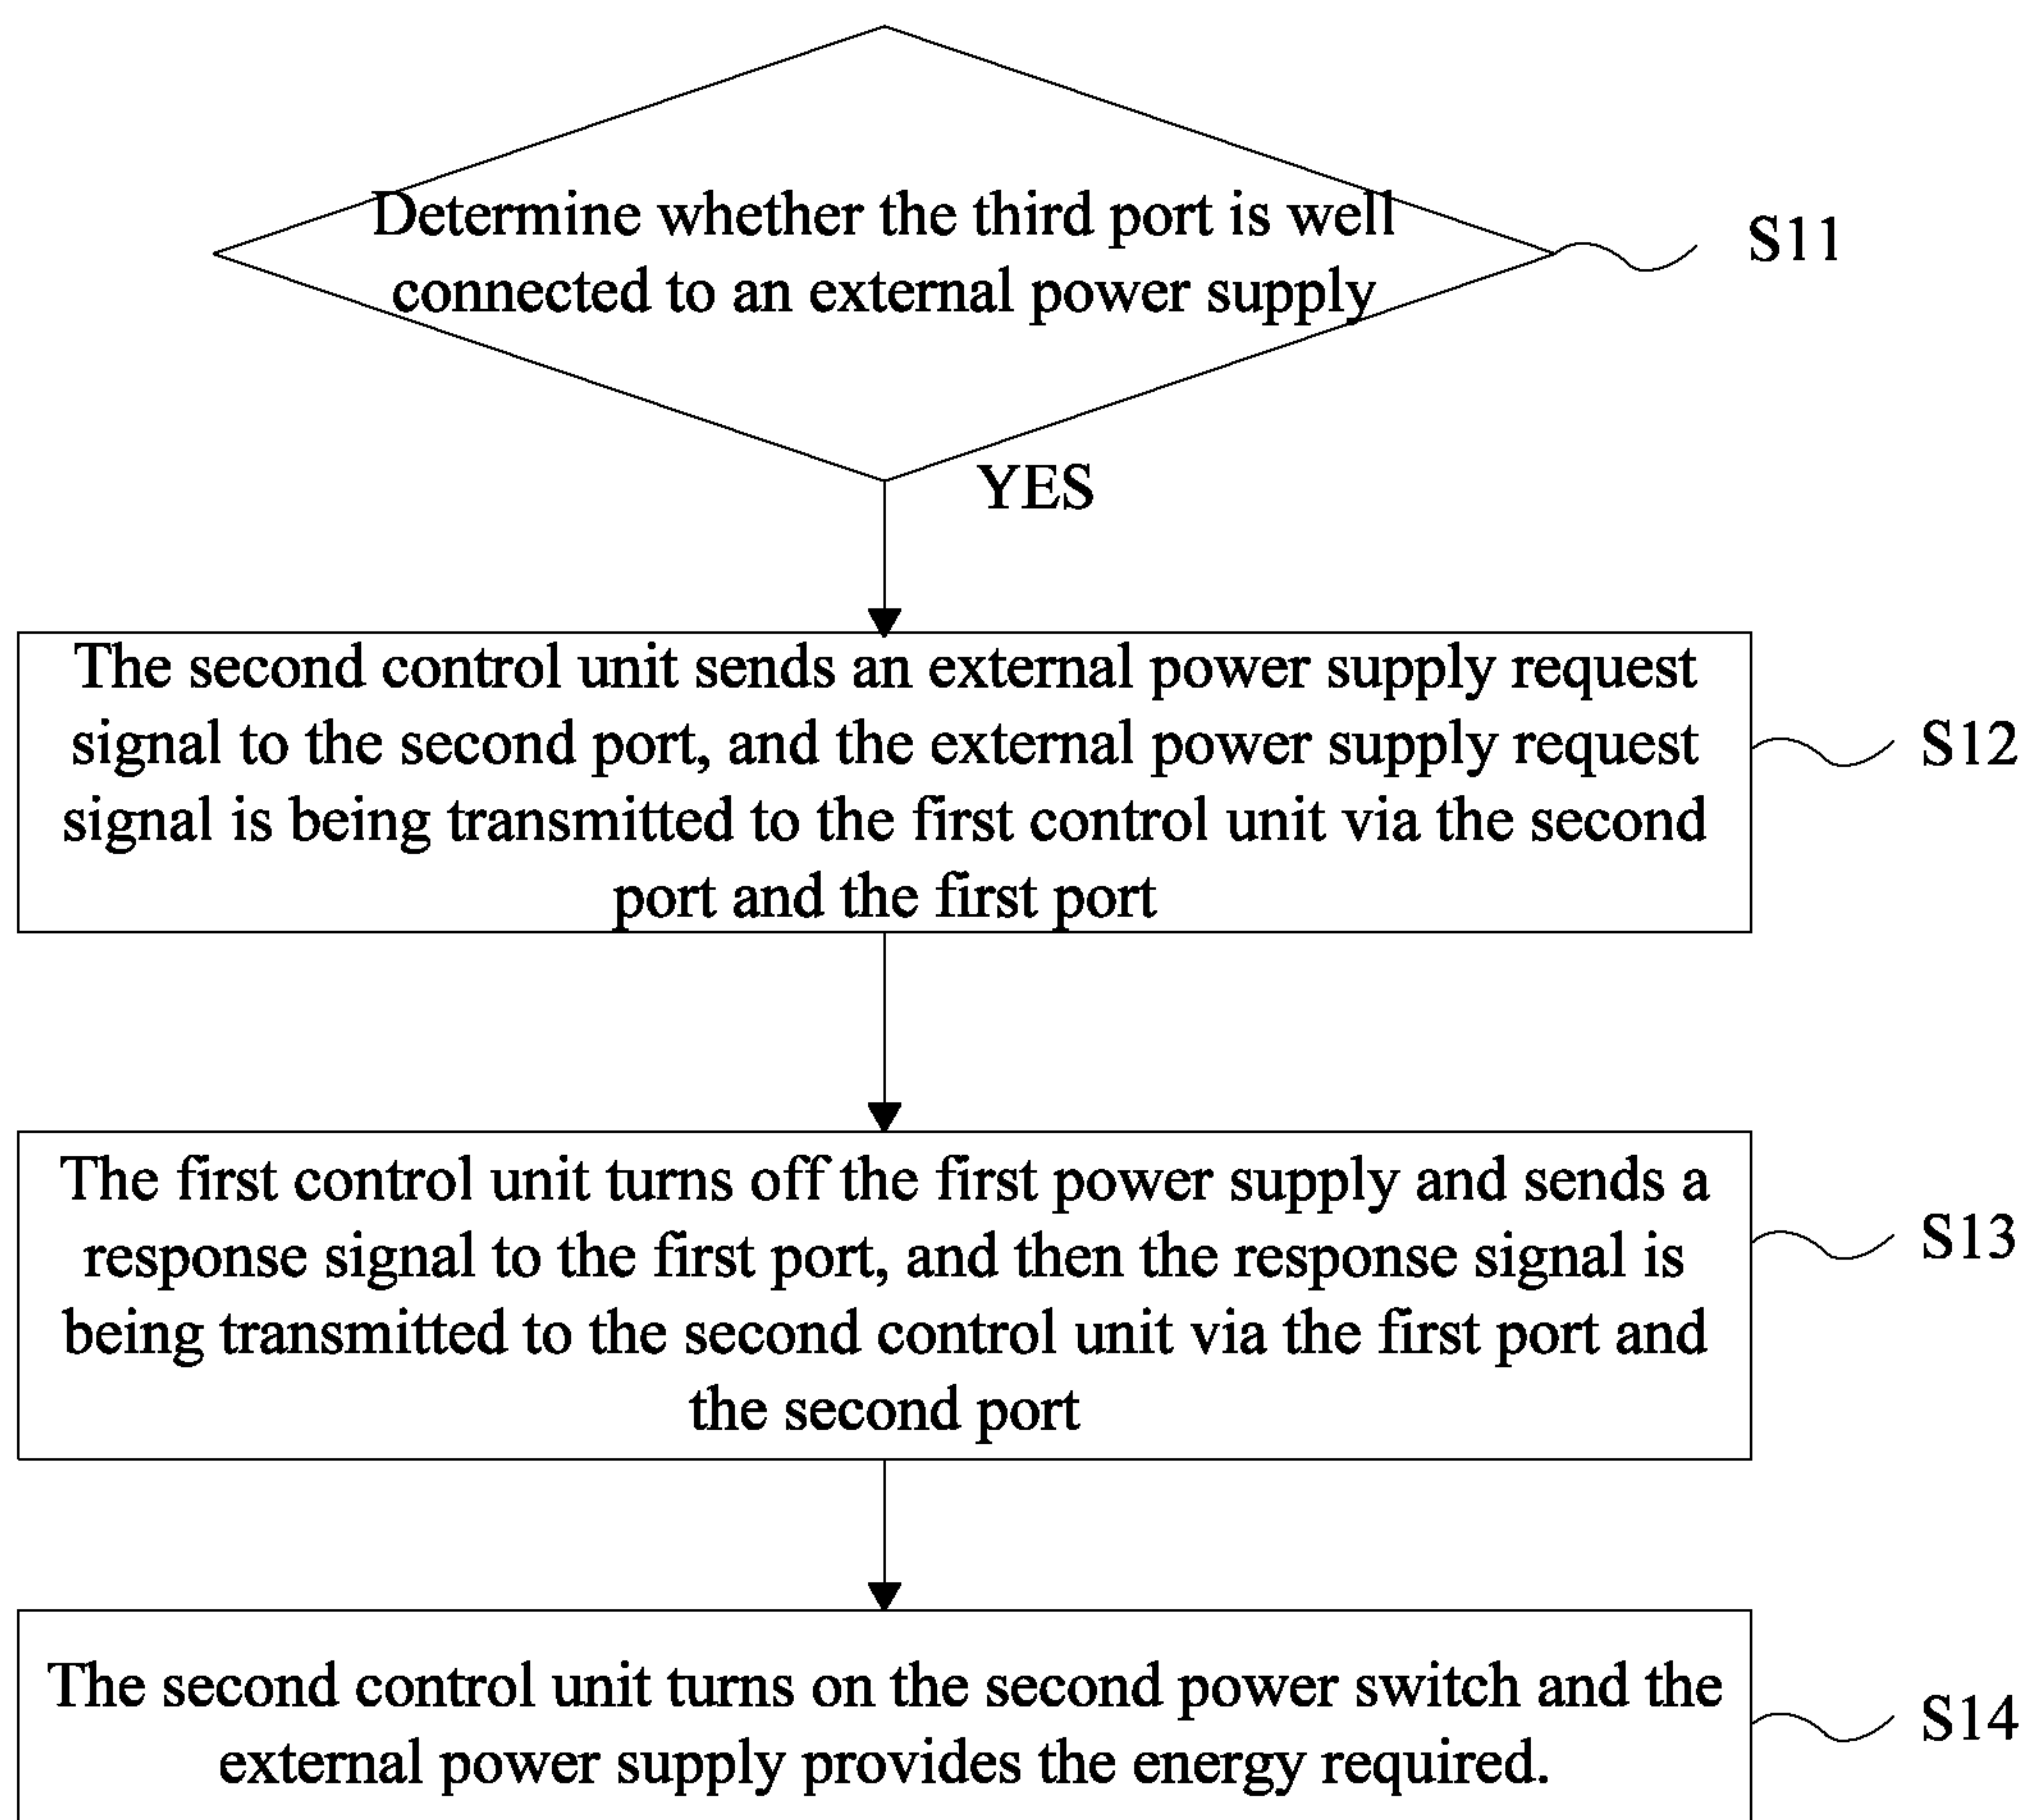 Determine whether the third port is well
connected to an external power supply
S11
YES
The second control unit sends an external power supply request
signal to the second port, and the external power supply request
signal is being transmitted to the first control unit via the second
port and the first port
S12
The first control unit turns off the first power supply and sends a
response signal to the first port, and then the response signal is
being transmitted to the second control unit via the first port and
the second port
S13
The second control unit turns on the second power switch and the
external power supply provides the energy required.
S14